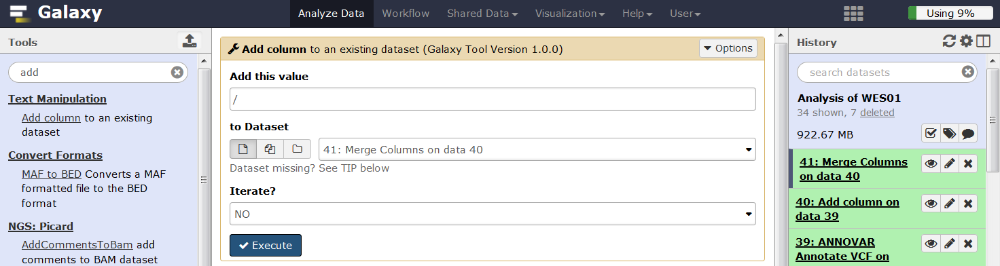 Galaxy
Analyze Data
Workflow
Shared Data
Visualization
Help
User
Using 9%
Tools
add
Text Manipulation
Add column to an existing
dataset
Convert Formats
MAF to BED Converts a MAF
formatted file to the BED
format
NGS: Picard
AddCommentsToBam add
comments to BAM dataset
Add column to an existing dataset (Galaxy Tool Version 1.0.0)
Options
Add this value
/
to Dataset
41: Merge Columns on data 40
Dataset missing? See TIP below
Iterate?
NO
Execute
History
search datasets
Analysis of WES01
34 shown, 7 deleted
922.67 MB
41: Merge Columns
on data 40
40: Add column on
data 39
39: ANNOVAR
Annotate VCF on